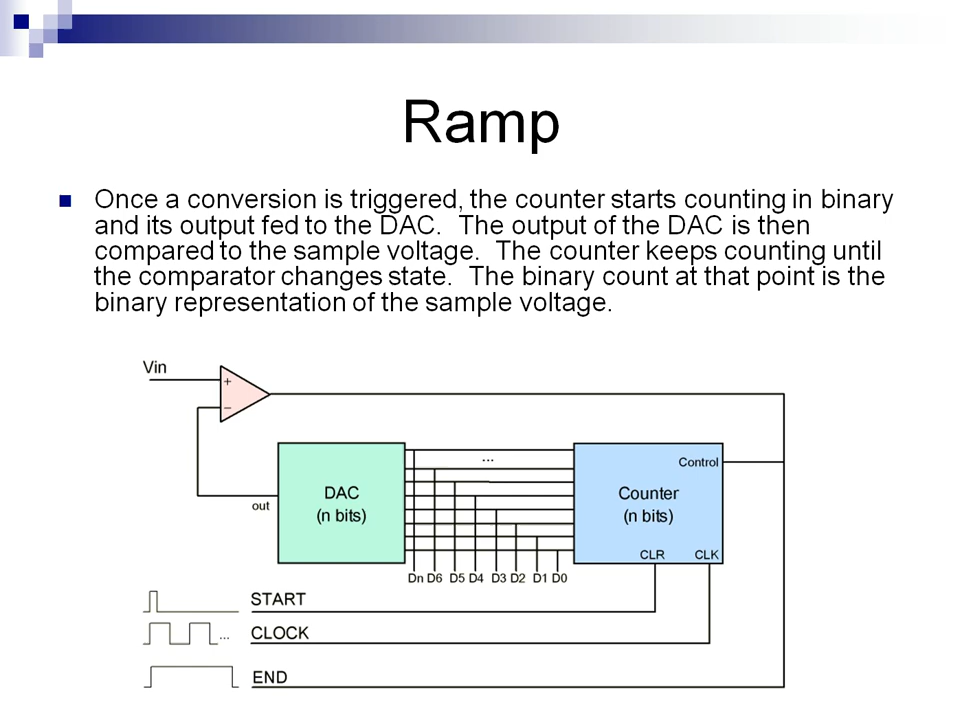 Ramp
Once a conversion is triggered, the counter starts counting in binary
and its output fed to the DAC.  The output of the DAC is then
compared to the sample voltage.  The counter keeps counting until
the comparator changes state.  The binary count at that point is the
binary representation of the sample voltage.
Vin
+
−
...
Control
DAC
(n bits)
Counter
(n bits)
out
CLR CLK
Dn D6 D5 D4 D3 D2 D1 D0
START
... CLOCK
END